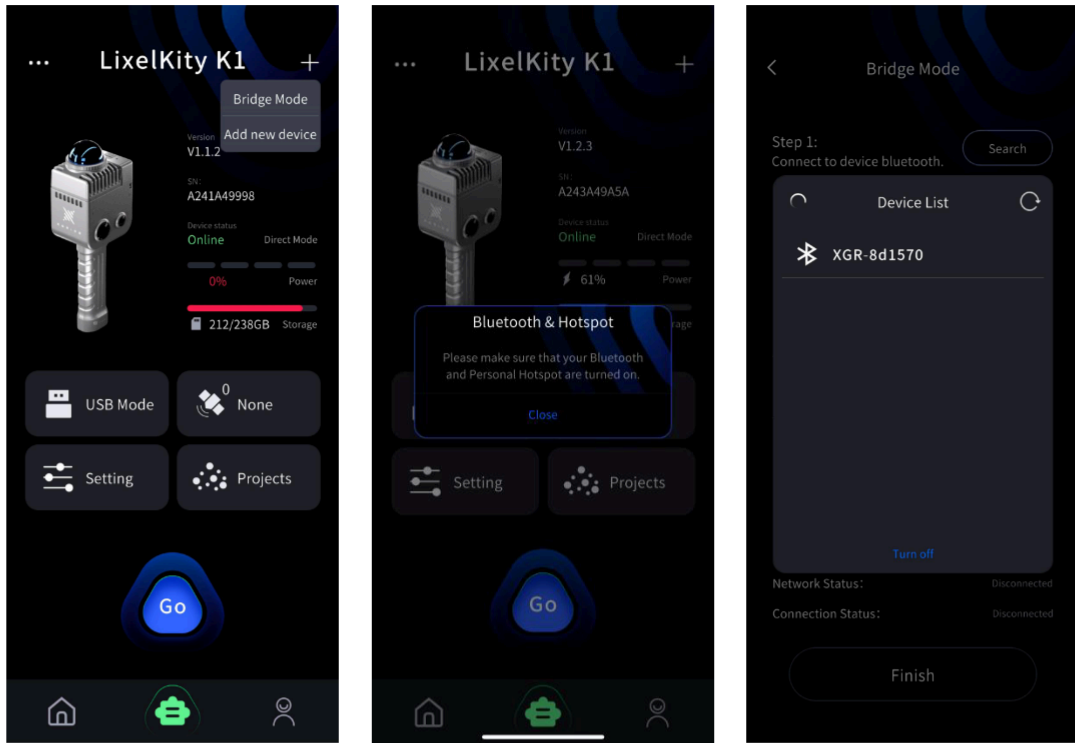 LixelKity K1
Bridge Mode
Add new device
Version
V1.1.2
SN:
A241A49998
Device status
Online
Direct Mode
0%
Power
212/238GB
Storage
USB Mode
0
None
Setting
Projects
Go
LixelKity K1
Version
V1.2.3
SN:
A243A49A5A
Device status
Online
Direct Mode
61%
Power
rage
Bluetooth & Hotspot
Please make sure that your Bluetooth
and Personal Hotspot are turned on.
Close
Setting
Projects
Go
Bridge Mode
Step 1:
Connect to device bluetooth.
Search
Device List
XGR-8d1570
Turn off
Network Status:
Disconnected
Connection Status:
Disconnected
Finish